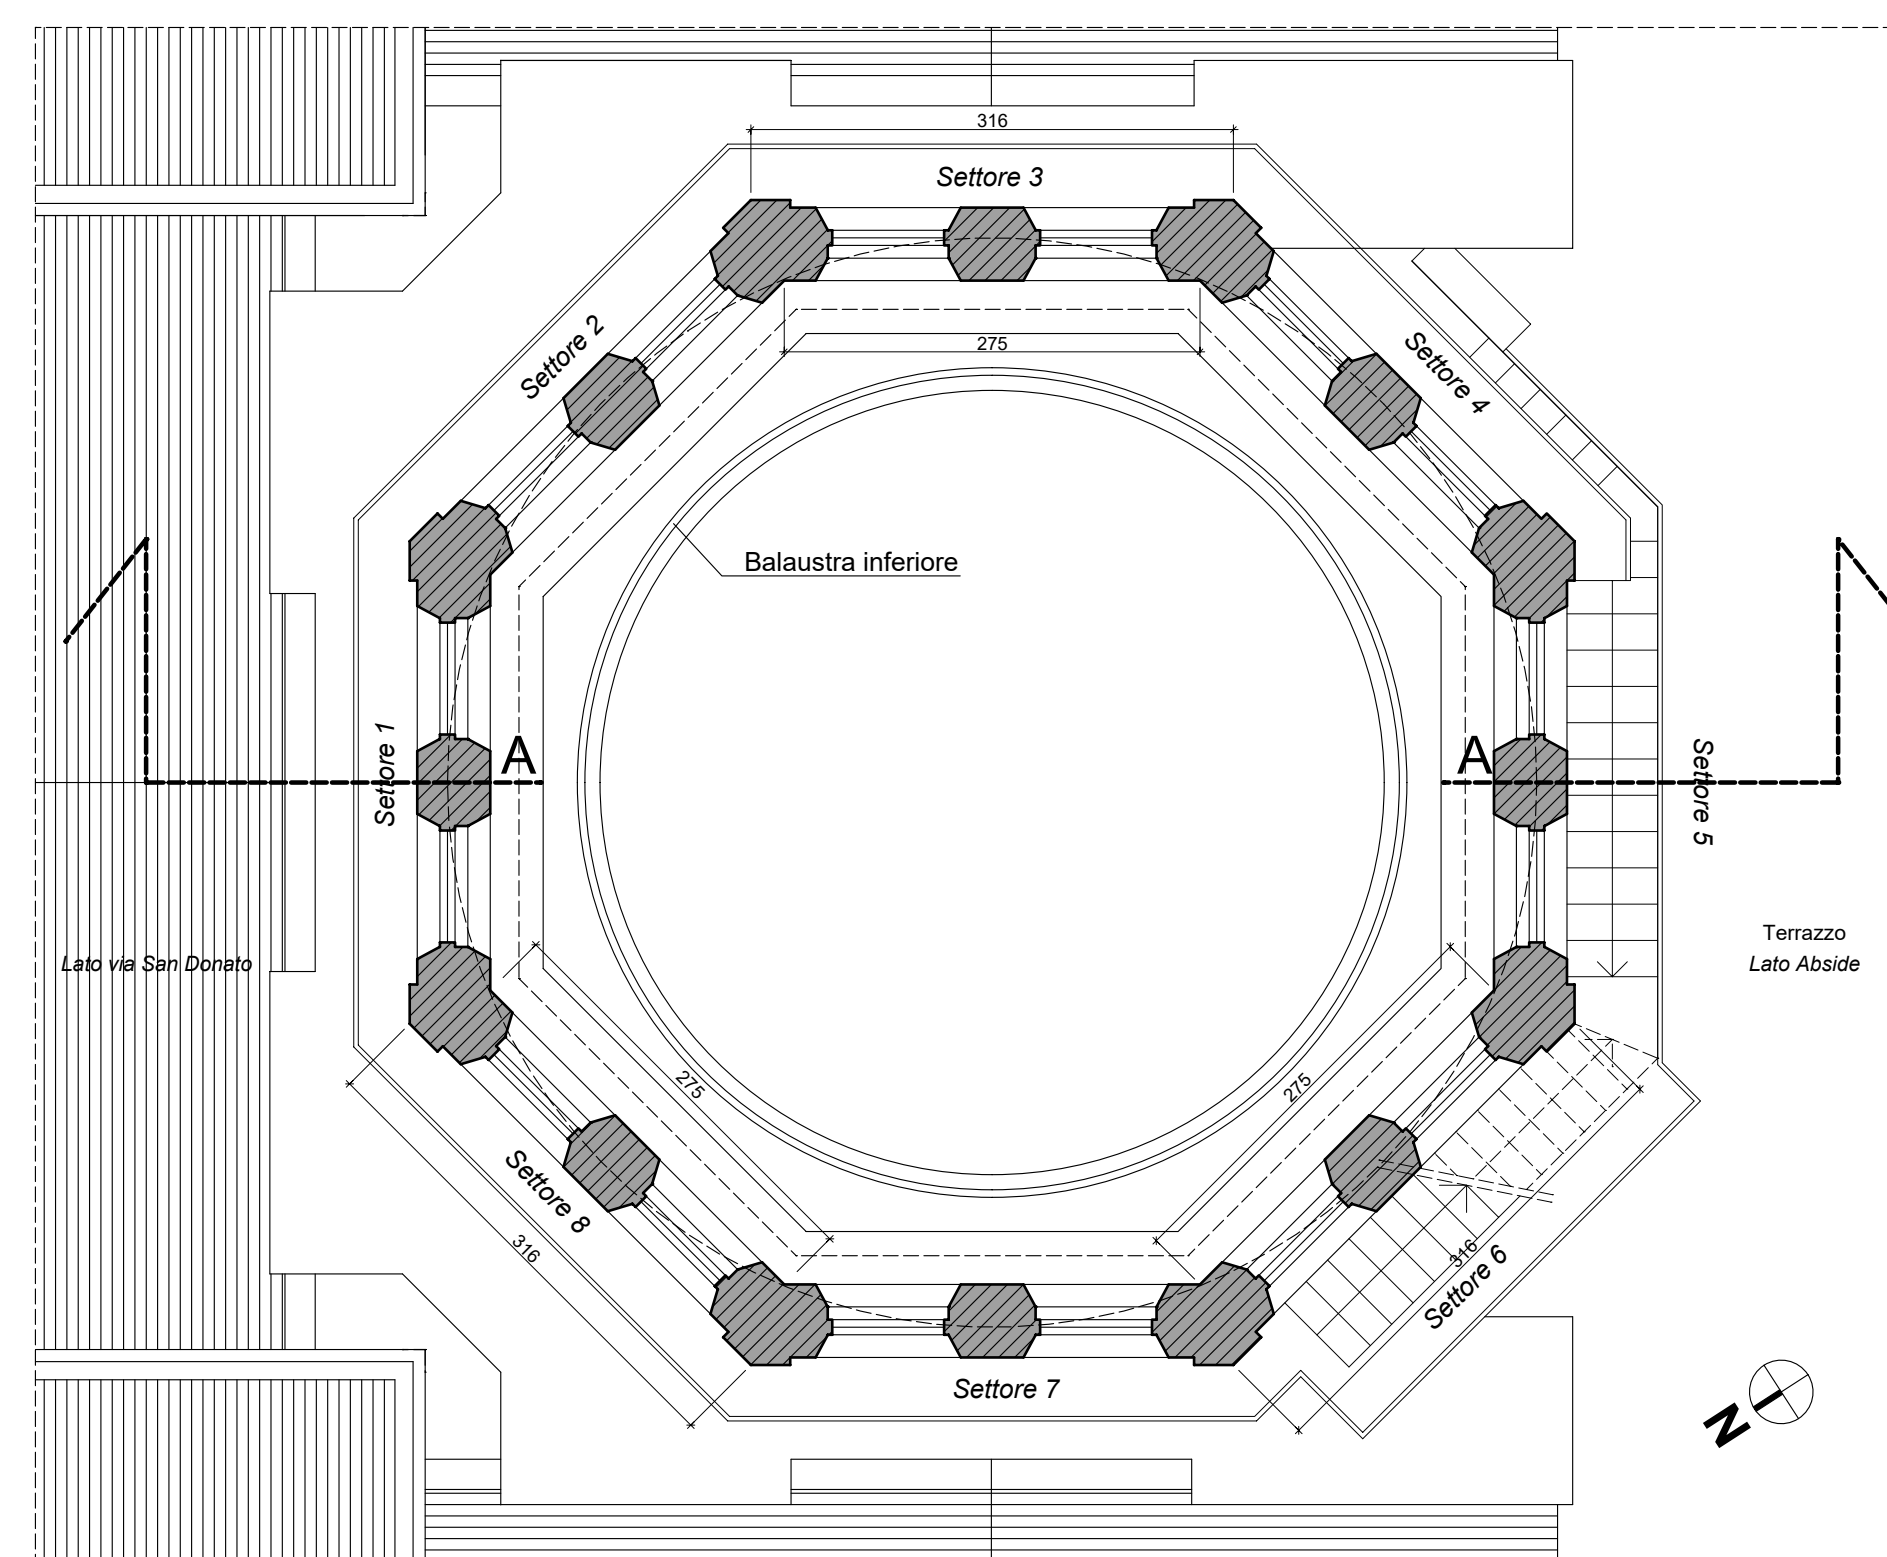 316
Settore 3
275
Settore 2
Settore 4
Balaustra inferiore
A
A
Settore 1
Settore 5
Terrazzo
Lato Abside
Lato via San Donato
275
275
Settore 8
316
316
Settore 6
Settore 7
N